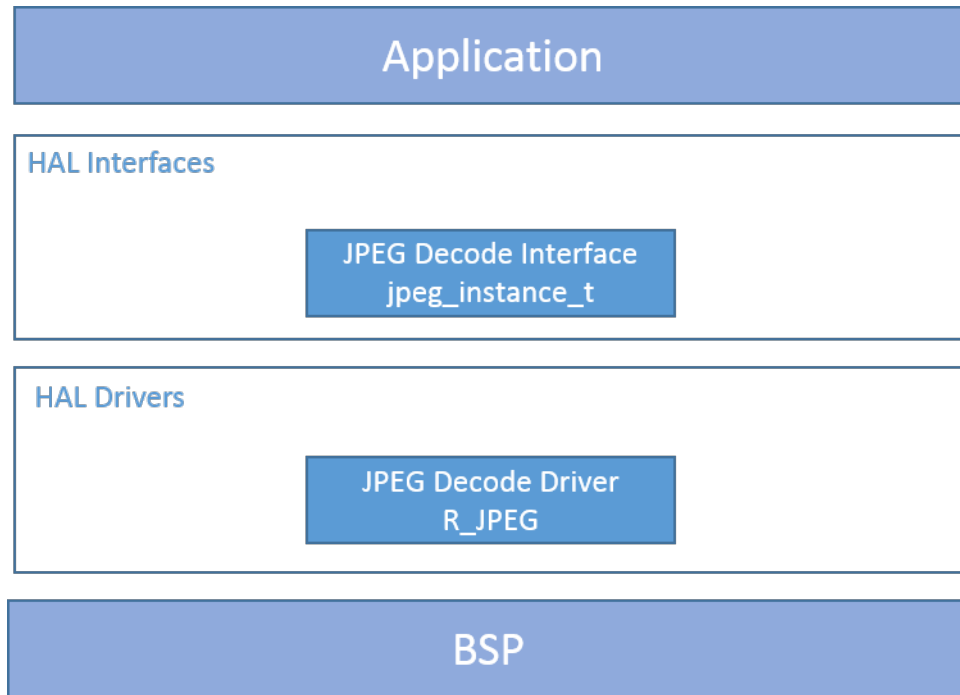 Application
HAL Interfaces
JPEG Decode Interface
jpeg_instance_t
HAL Drivers
JPEG Decode Driver
R_JPEG
BSP